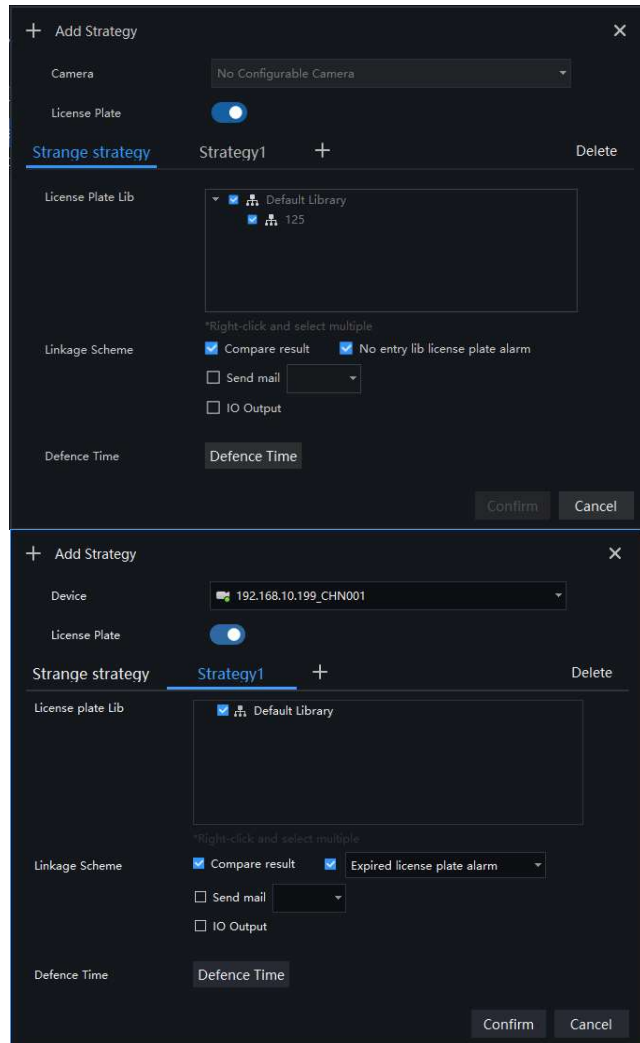 Add Strategy
Camera No Configurable Camera
License Plate
Strange strategy Strategy1 Delete
License Plate Lib Default Library
125
*Right-click and select multiple
Linkage Scheme Compare result No entry lib license plate alarm
Send mail
IO Output
Defence Time Defence Time
Confirm Cancel
Add Strategy
Device 192.168.10.199_CHN001
License Plate
Strange strategy Strategy1 Delete
License plate Lib Default Library
*Right-click and select multiple
Linkage Scheme Compare result Expired license plate alarm
Send mail
IO Output
Defence Time Defence Time
Confirm Cancel